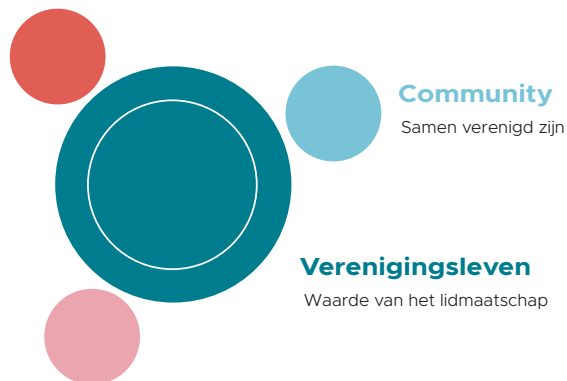 Community
Samen verenigd zijn
Verenigingsleven
Waarde van het lidmaatschap